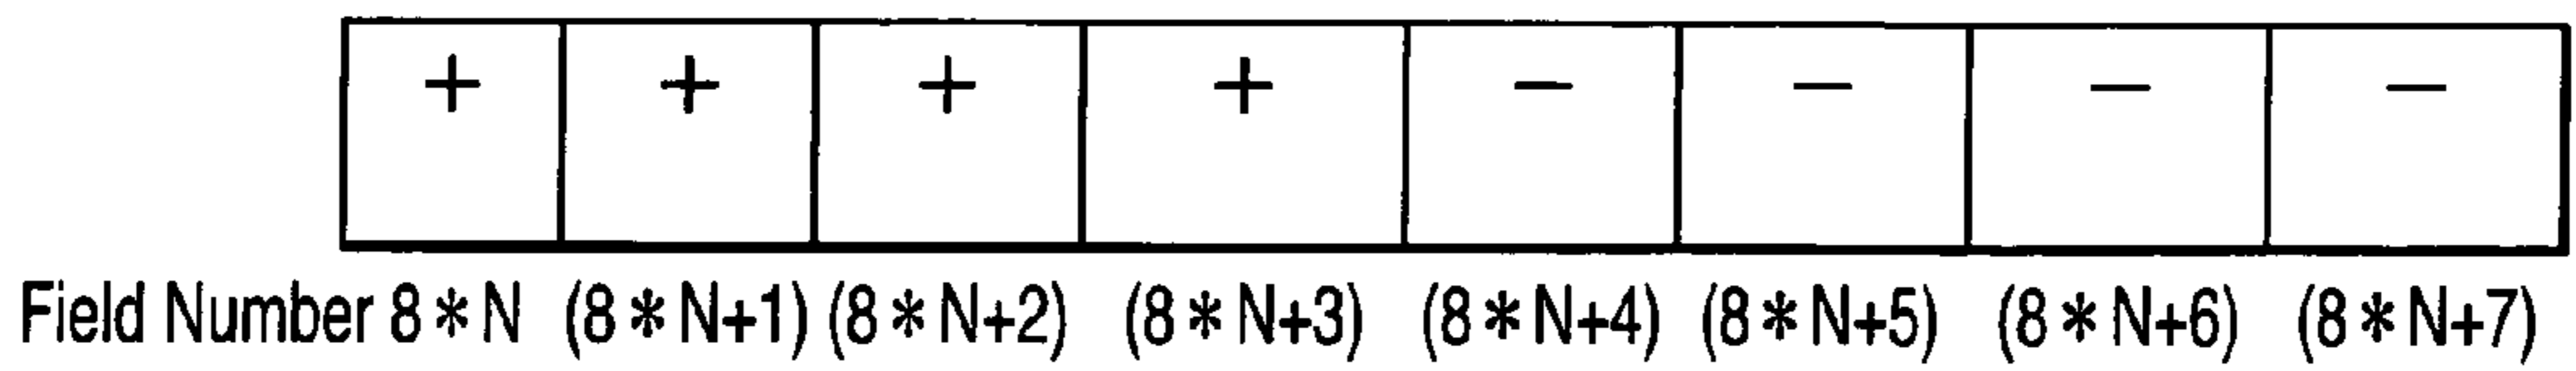 + + + + − − − −
Field Number 8*N (8*N+1) (8*N+2) (8*N+3) (8*N+4) (8*N+5) (8*N+6) (8*N+7)